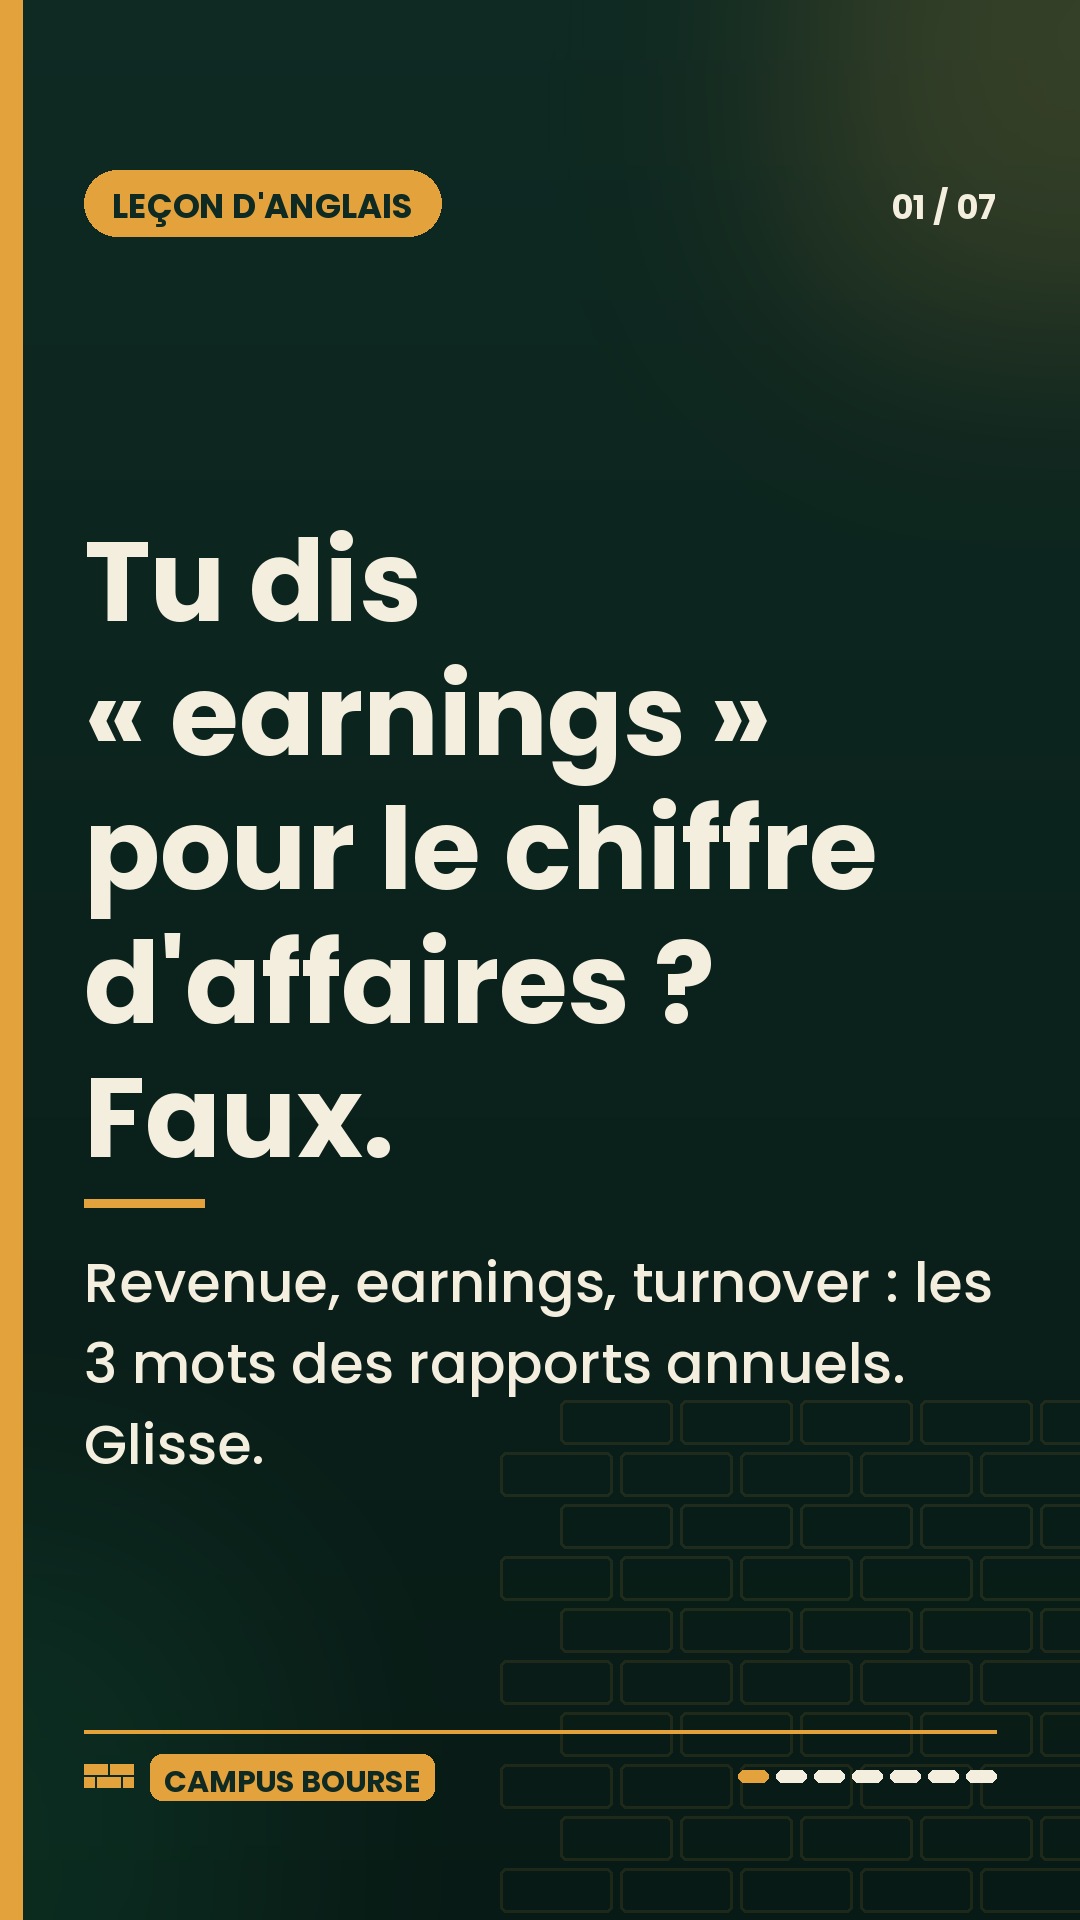 LEÇON D'ANGLAIS
01 / 07
Tu dis
« earnings »
pour le chiffre
d'affaires ?
Faux.
Revenue, earnings, turnover : les
3 mots des rapports annuels.
Glisse.
CAMPUS BOURSE